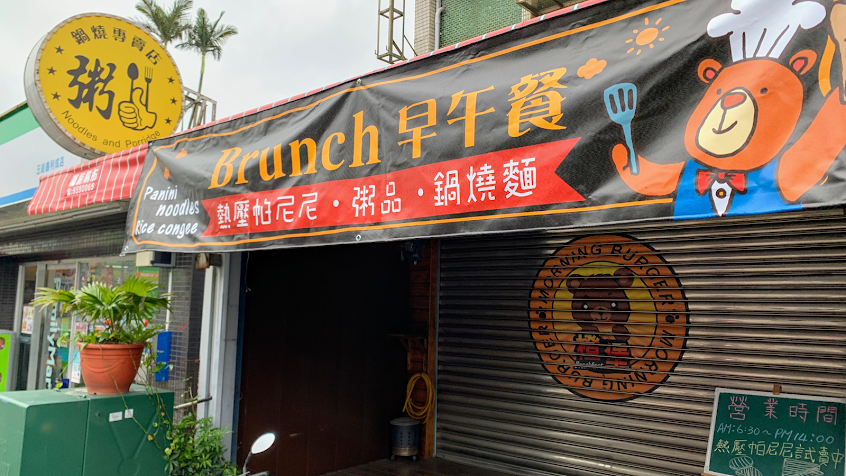 鍋燒專賣店
粥
Noodles and Porridge
Brunch 早午餐
Panini
noodles
Rice congee
熱壓帕尼尼・粥品・鍋燒麵
MORNING BURGER
MORNING BURGER
營業時間
AM:6:30~PM14:00
熱壓帕尼尼試賣中